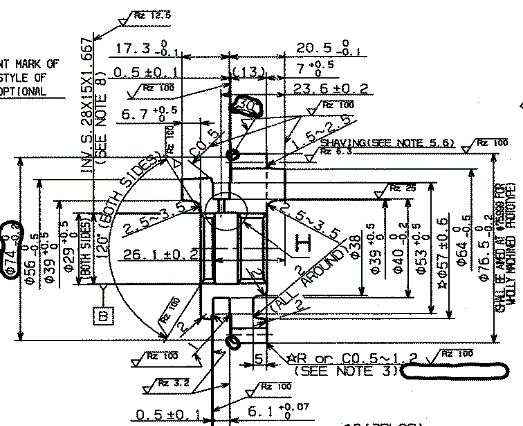 Rz 12.5
NT MARK OF
STYLE OF
OPTIONAL
INV S. 28X15X1.667
(SEE NOTE 8)
17.3 0 -0.1
20.5 0 -0.1
0.5±0.1
(13)
7 +0.5 0
Rz 100
23.6±0.2
30
Rz 100
6.7 +0.5 0
Rz 100
C0.5
1.5~2.5
SHAVING(SEE NOTE 5,6)
Rz 100
Rz 6.3
Rz 25
120° (BOTH SIDES)
(BOTH SIDES)
2.5~3.5
2.5~3.5
26.1±0.2
H
2
(ALL AROUND)
φ74
φ56
φ39 +0.5
φ29 +0.5
φ38
φ39 +0.5 0
φ40 0 -0.2
φ53 +0.5 0
☆φ57±0.5
φ64 0 -0.5
φ76.5 0 -0.2
WHOLLY MACHINED PROTOTYPE)
B
Rz 100
2
2
1
5
☆R or C0.5~1.2
Rz 100
(SEE NOTE 3)
Rz 100
Rz 3.2
Rz 100
0.5±0.1
6.1 +0.07 0